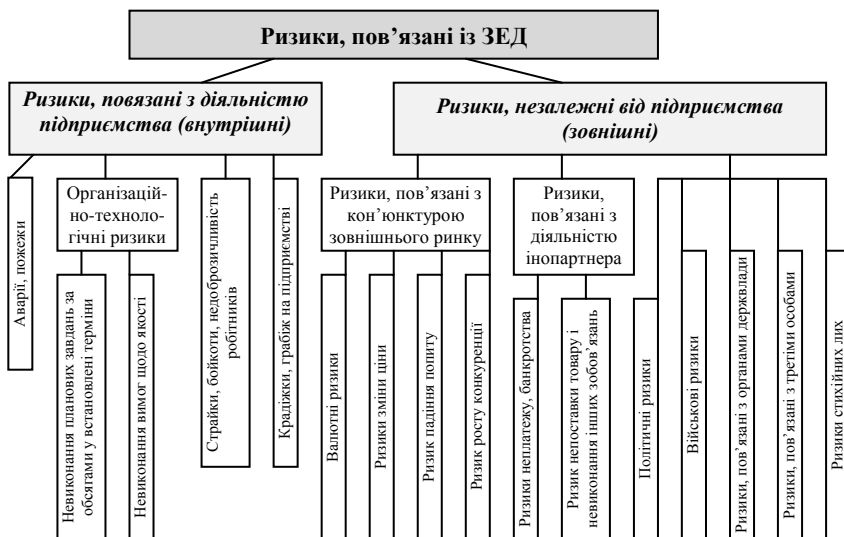 Ризики, пов’язані із ЗЕД
Ризики, повязані з діяльністю
підприємства (внутрішні)
Ризики, незалежні від підприємства
(зовнішні)
Аварії, пожежи
Організацій-
но-техноло-
гічні ризики
Невиконання планових завдань за
обсягами у встановлені терміни
Невиконання вимог щодо якості
Страйки, бойкоти, недоброзичливість
робітників
Крадіжки, грабіж на підприємстві
Ризики, пов’язані з
кон’юнктурою
зовнішнього ринку
Валютні ризики
Ризики зміни ціни
Ризик падіння попиту
Ризик росту конкуренції
Ризики,
пов’язані з
діяльністю
інопартнера
Ризики неплатежу, банкротства
Ризик непоставки товару і
невиконання інших зобов’язань
Політичні ризики
Військові ризики
Ризики, пов’язані з органами держвлади
Ризики, пов’язані з третіми особами
Ризики стихійних лих